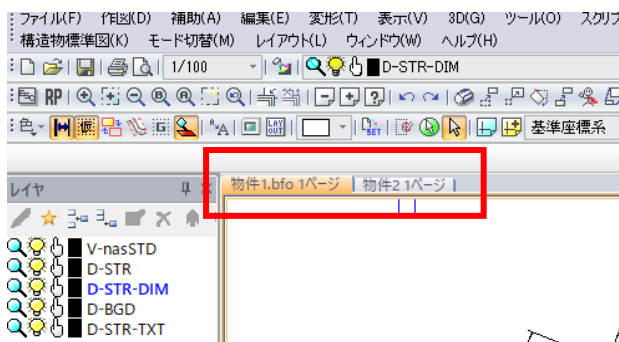 ファイル(F) 作図(D) 補助(A) 編集(E) 変形(T) 表示(V) 3D(G) ツール(O) スクリプ
構造物標準図(K) モード切替(M) レイアウト(L) ウィンドウ(W) ヘルプ(H)
1/100 D-STR-DIM
RP
A LAY SET 基準座標系
物件1.bfo 1ページ 物件2 1ページ
レイヤ
V-nasSTD
D-STR
D-STR-DIM
D-BGD
D-STR-TXT